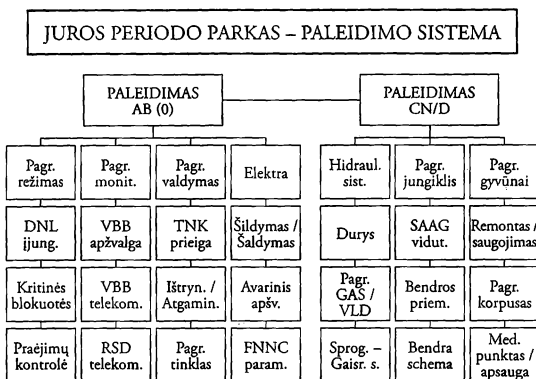 JUROS PERIODO PARKAS – PALEIDIMO SISTEMA
PALEIDIMAS
AB (0)
PALEIDIMAS
CN/D
Pagr.
režimas
Pagr.
monit.
Pagr.
valdymas
Elektra
Hidraul.
sist.
Pagr.
jungiklis
Pagr.
gyvūnai
DNL
įjung.
VBB
apžvalga
TNK
prieiga
Šildymas /
Šaldymas
Durys
SAAG
vidut.
Remontas /
saugojimas
Kritinės
blokuotės
VBB
telekom.
Ištryn. /
Atgamin.
Avarinis
apšv.
Pagr.
GAS /
VLD
Bendros
priem.
Pagr.
korpusas
Praėjimų
kontrolė
RSD
telekom.
Pagr.
tinklas
FNNC
param.
Sprog. –
Gaisr. s.
Bendra
schema
Med.
punktas /
apsauga